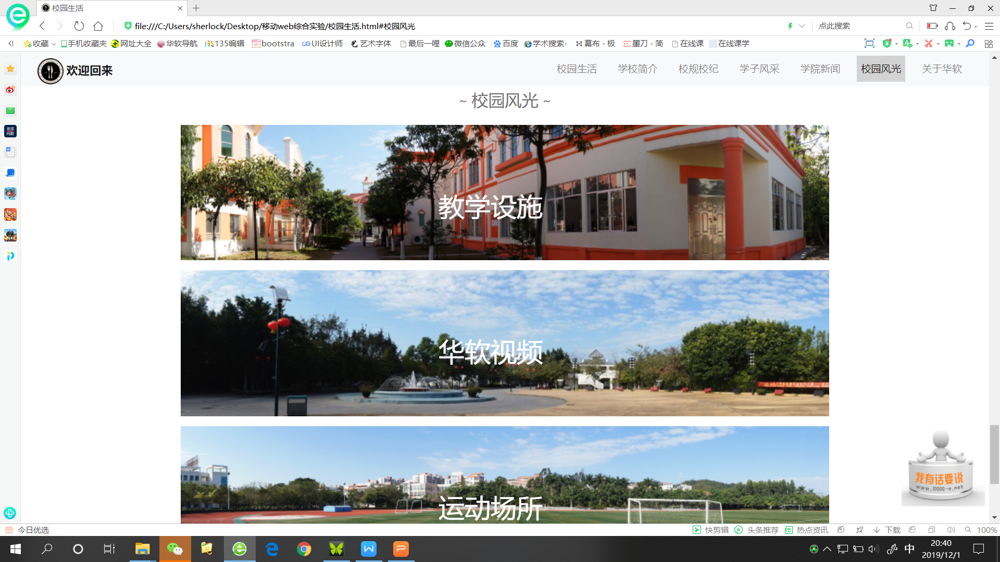 校园生活
file:///C:/Users/sherlock/Desktop/移动web综合实验/校园生活.html#校园风光
点此搜索
收藏 手机收藏夹 网址大全 华软导航 135编辑 bootstra UI设计师 艺术字体 最后一哩 微信公众 百度 学术搜索- 幕布 - 极 墨刀 - 简 在线课 在线课学
欢迎回来
校园生活 学校简介 校规校纪 学子风采 学院新闻 校园风光 关于华软
~ 校园风光 ~
教学设施
华软视频
运动场所
我有话要说
www.10000-e.net
今日优选
快剪辑 头条推荐 热点资讯 下载 100%
中
20:40
2019/12/1